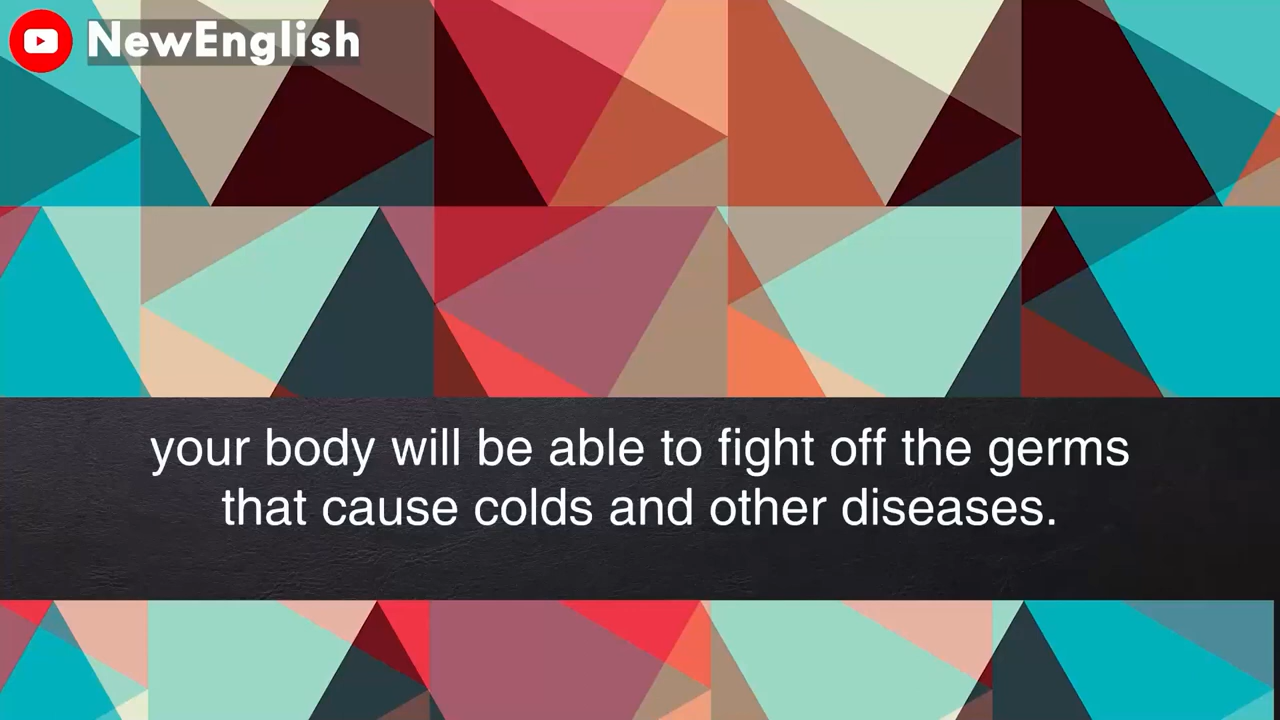 NewEnglish
your body will be able to fight off the germs
that cause colds and other diseases.